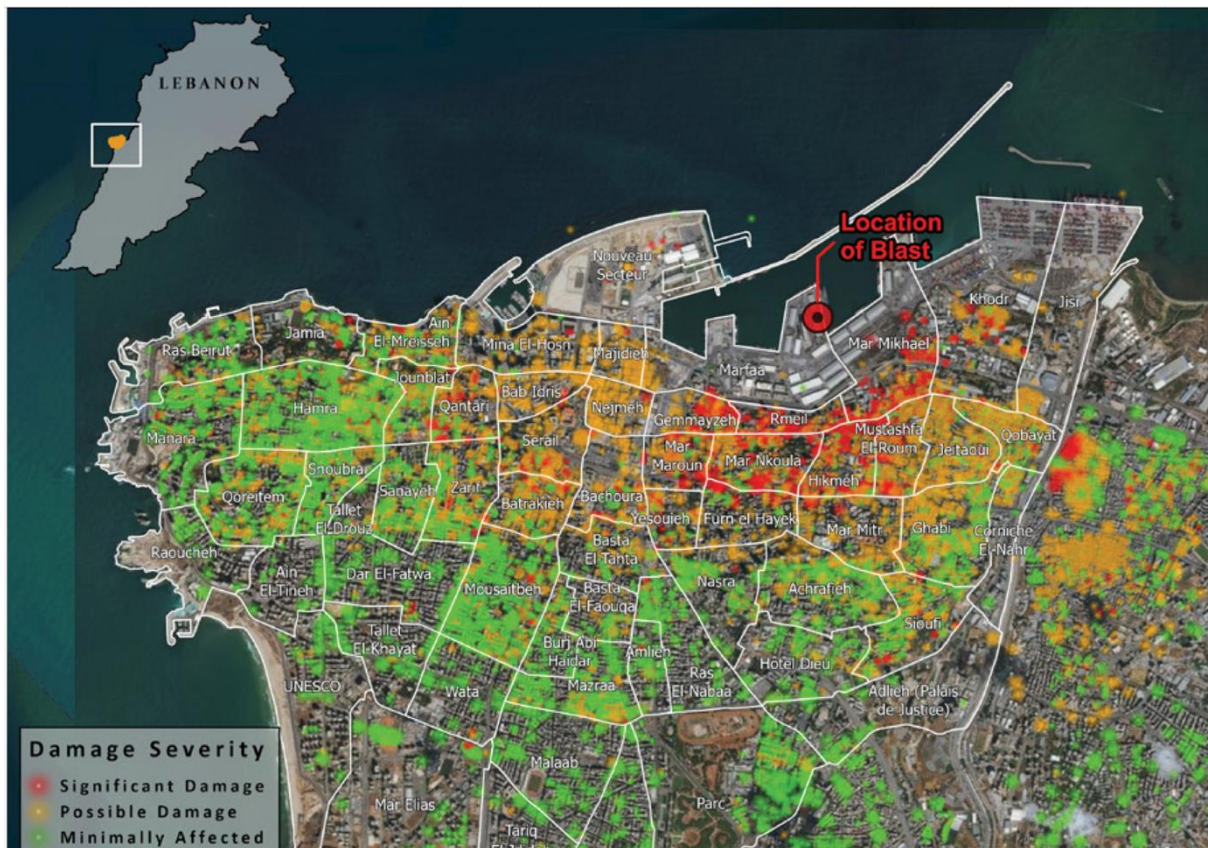 LEBANON
Location
of Blast
Nouveau
Secteur
Khodr
Jisr
Jamia
Ain
El-Mreisseh
Mina El-Hosn
Majidieh
Mar Mikhael
Ras Beirut
Marfaa
Jounblat
Bab Idris
Hamra
Qantari
Nejmeh
Gemmayzeh
Rmeil
Mustashfa
El-Roum
Qobayat
Manara
Serail
Mar
Maroun
Mar Nkoula
Jeitaoui
Snoubra
Hikmeh
Qoreitem
Sanayeh
Zarif
Batrakieh
Bachoura
Tallet
El-Drouz
Yesouieh
Furn el Hayek
Mar Mitr
Ghabi
Corniche
El-Nahr
Raoucheh
Basta
El-Tahta
Ain
El-Tineh
Dar El-Fatwa
Mousaitbeh
Basta
El-Faouqa
Nasra
Achrafieh
Sioufi
Tallet
El-Khayat
Burj Abi
Haidar
Amlieh
Hôtel Dieu
UNESCO
Wata
Mazraa
Ras
El-Nabaa
Adlieh (Palais
de Justice)
Damage Severity
Significant Damage
Possible Damage
Minimally Affected
Malaab
Mar Elias
Parc
Tariq